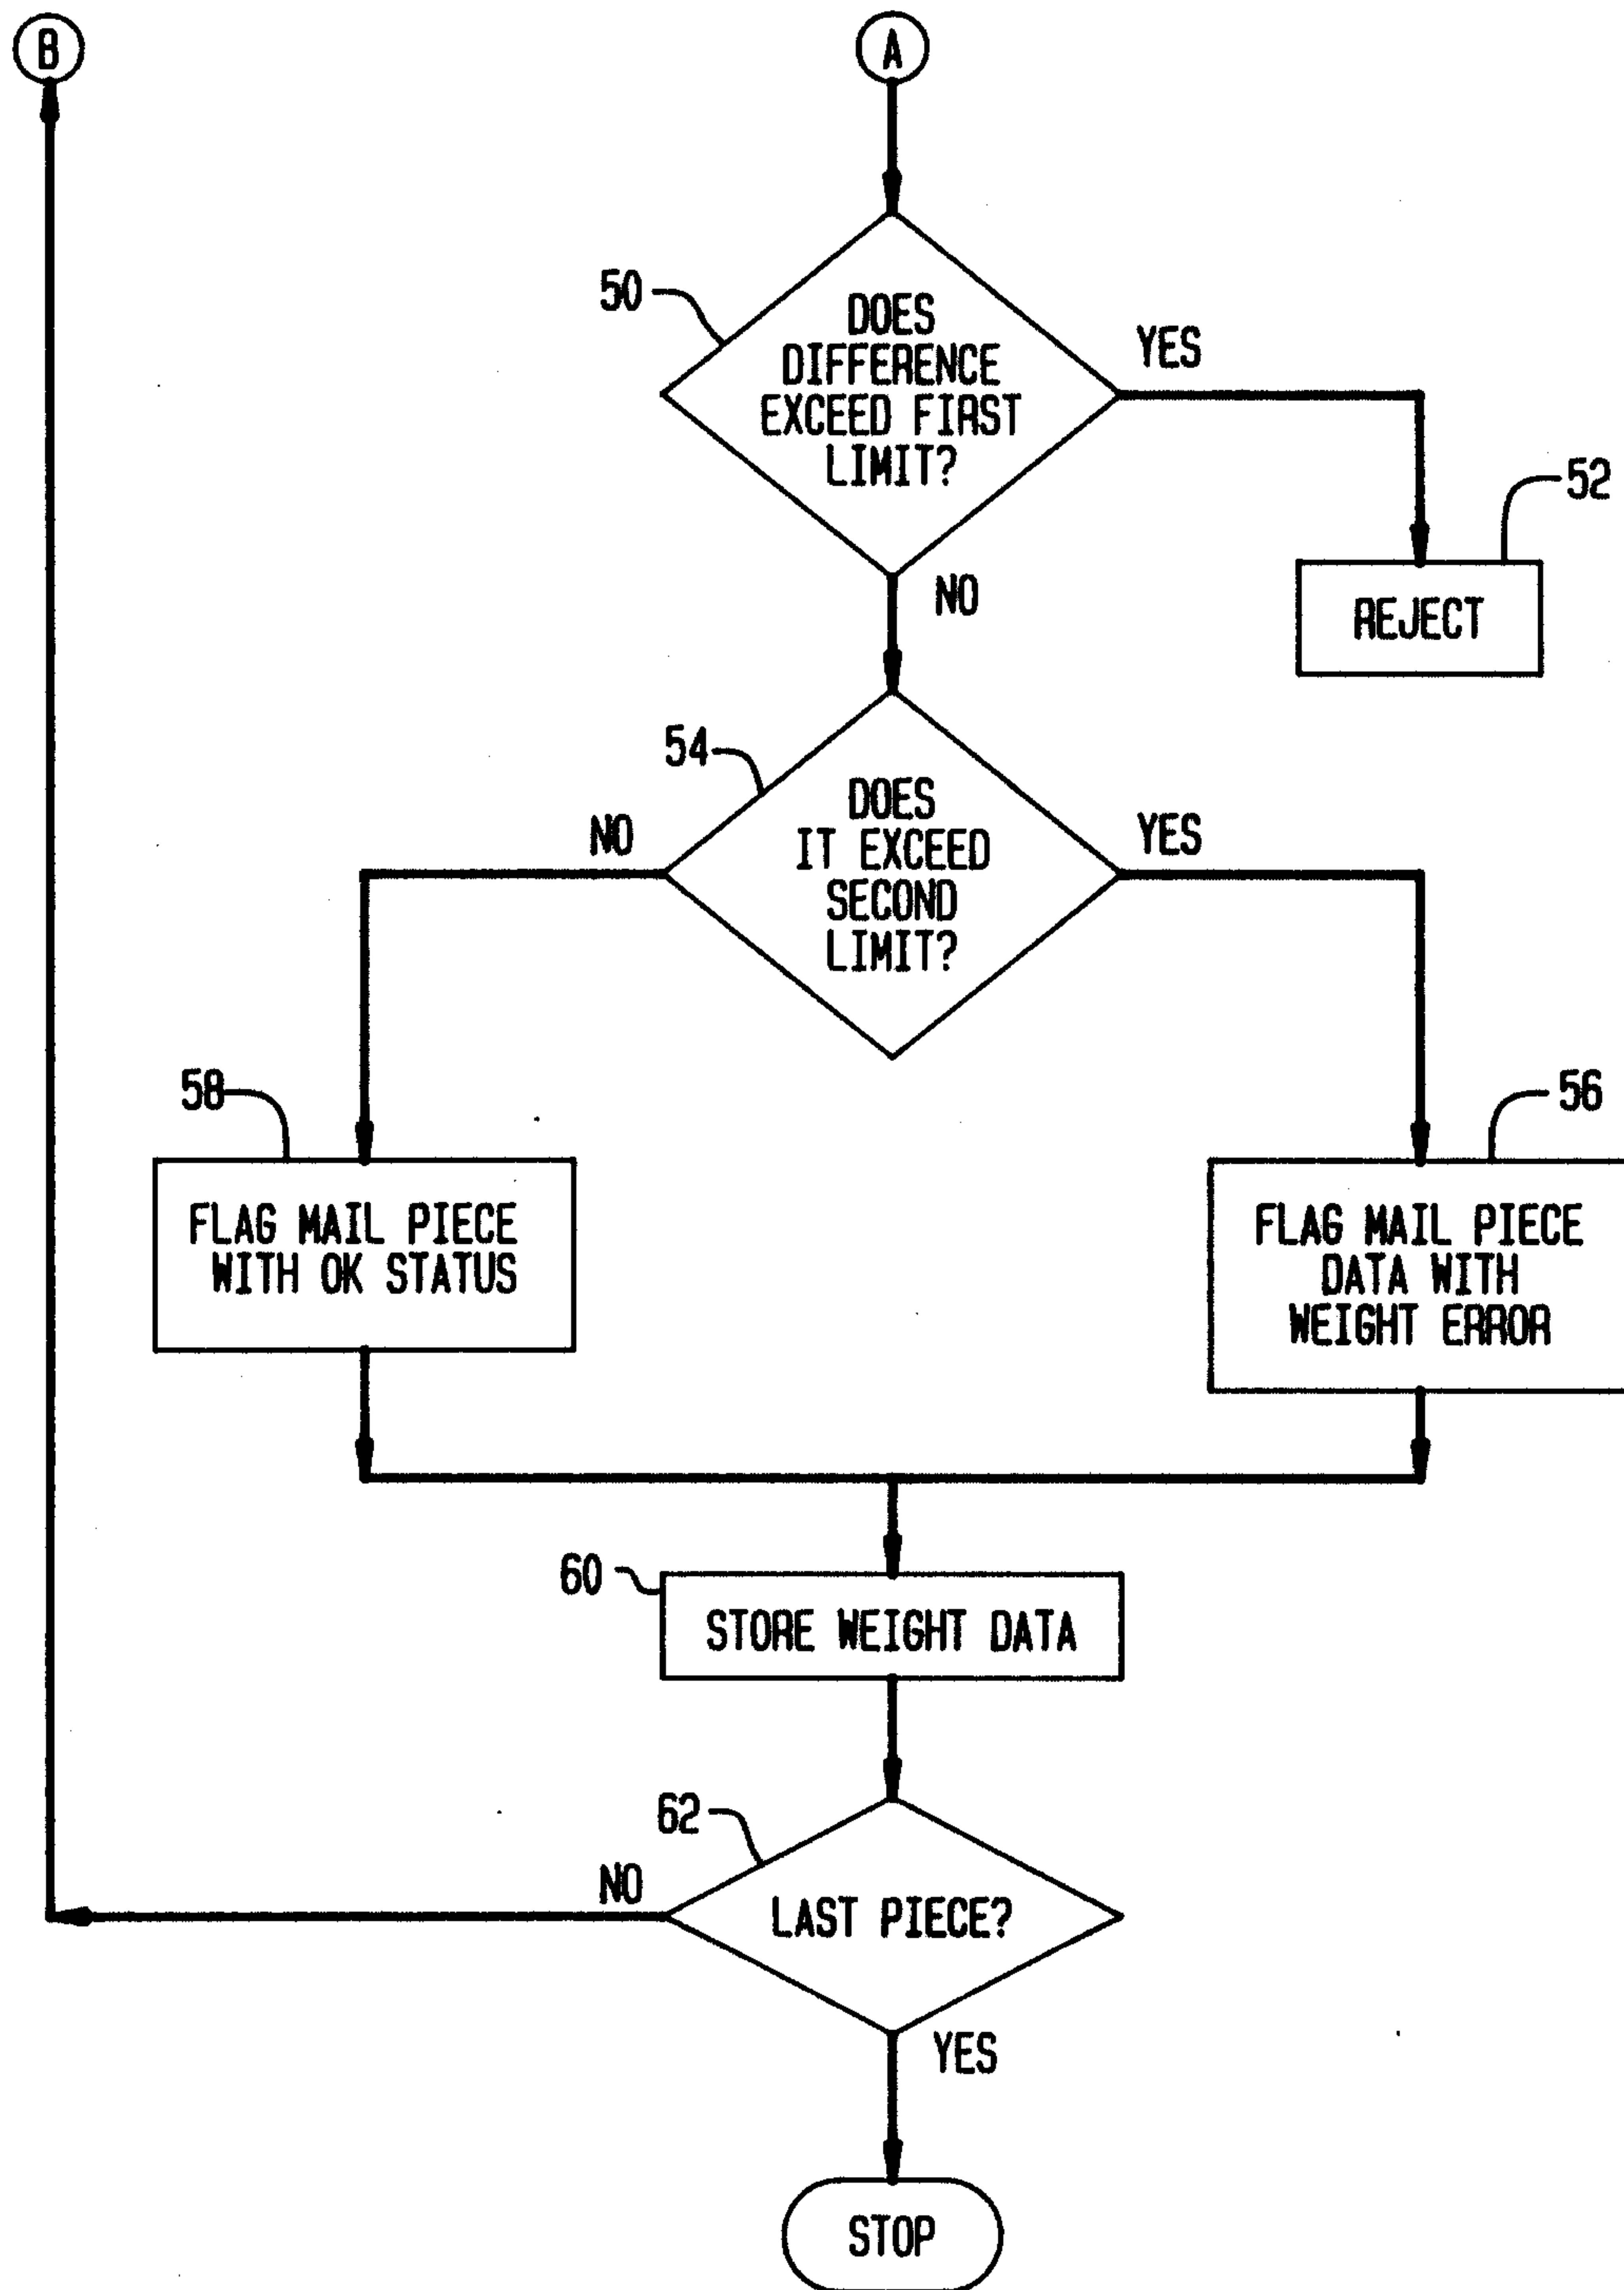 B
A
50
DOES
DIFFERENCE
EXCEED FIRST
LIMIT?
YES
52
REJECT
NO
54
DOES
IT EXCEED
SECOND
LIMIT?
NO
YES
58
56
FLAG MAIL PIECE
WITH OK STATUS
FLAG MAIL PIECE
DATA WITH
WEIGHT ERROR
60
STORE WEIGHT DATA
62
NO
LAST PIECE?
YES
STOP